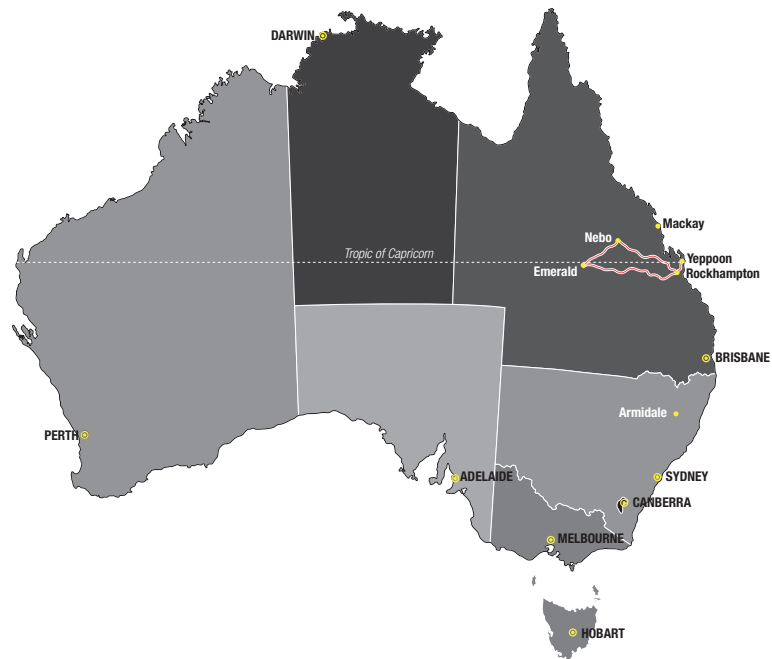 DARWIN
Mackay
Nebo
Tropic of Capricorn
Yeppoon
Emerald
Rockhampton
BRISBANE
Armidale
PERTH
ADELAIDE
SYDNEY
CANBERRA
MELBOURNE
HOBART